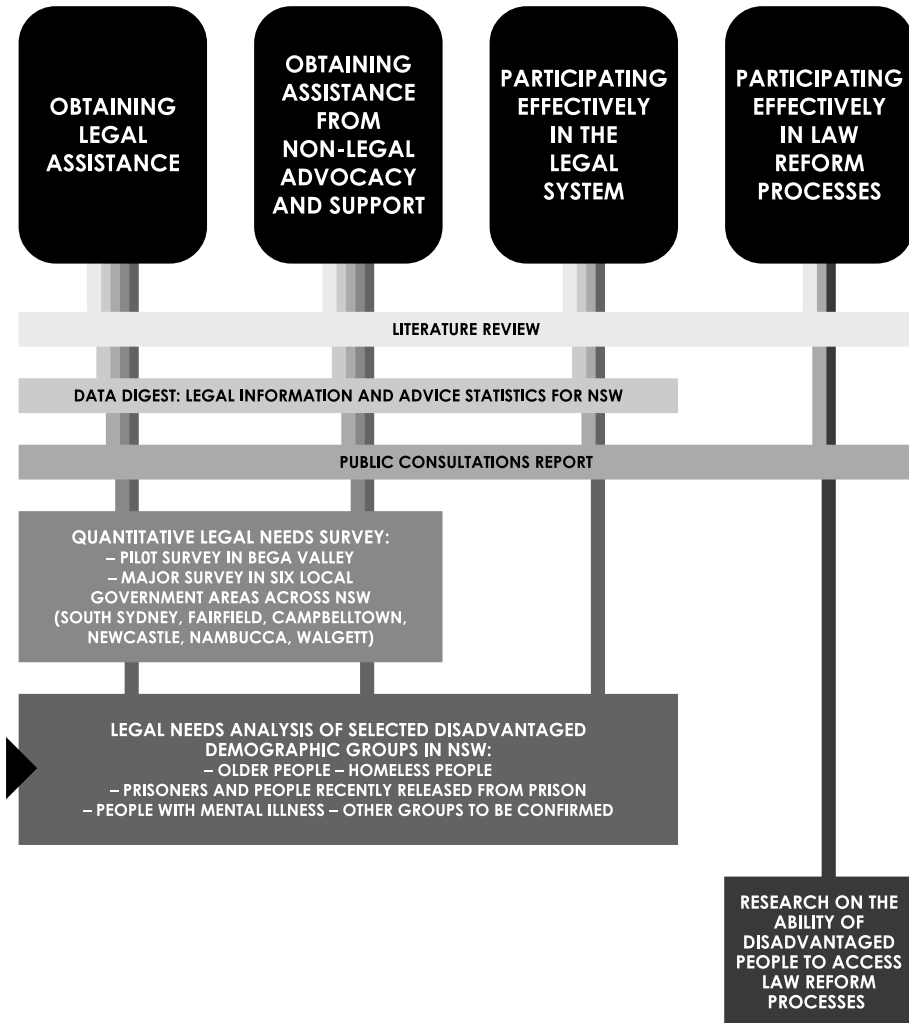 OBTAINING
LEGAL
ASSISTANCE
OBTAINING
ASSISTANCE
FROM
NON-LEGAL
ADVOCACY
AND SUPPORT
PARTICIPATING
EFFECTIVELY
IN THE
LEGAL
SYSTEM
PARTICIPATING
EFFECTIVELY
IN LAW
REFORM
PROCESSES
LITERATURE REVIEW
DATA DIGEST: LEGAL INFORMATION AND ADVICE STATISTICS FOR NSW
PUBLIC CONSULTATIONS REPORT
QUANTITATIVE LEGAL NEEDS SURVEY:
– PILOT SURVEY IN BEGA VALLEY
– MAJOR SURVEY IN SIX LOCAL
GOVERNMENT AREAS ACROSS NSW
(SOUTH SYDNEY, FAIRFIELD, CAMPBELLTOWN,
NEWCASTLE, NAMBUCCA, WALGETT)
LEGAL NEEDS ANALYSIS OF SELECTED DISADVANTAGED
DEMOGRAPHIC GROUPS IN NSW:
– OLDER PEOPLE – HOMELESS PEOPLE
– PRISONERS AND PEOPLE RECENTLY RELEASED FROM PRISON
– PEOPLE WITH MENTAL ILLNESS – OTHER GROUPS TO BE CONFIRMED
RESEARCH ON THE
ABILITY OF
DISADVANTAGED
PEOPLE TO ACCESS
LAW REFORM
PROCESSES